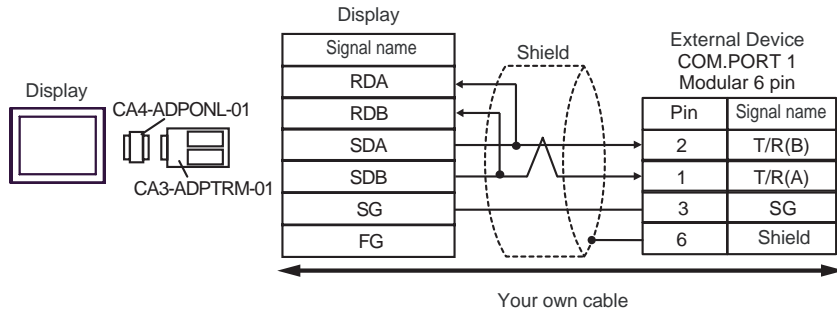 Display
CA4-ADPONL-01
CA3-ADPTRM-01
Display
Signal name
RDA
RDB
SDA
SDB
SG
FG
Shield
External Device
COM.PORT 1
Modular 6 pin
Pin Signal name
2 T/R(B)
1 T/R(A)
3 SG
6 Shield
Your own cable